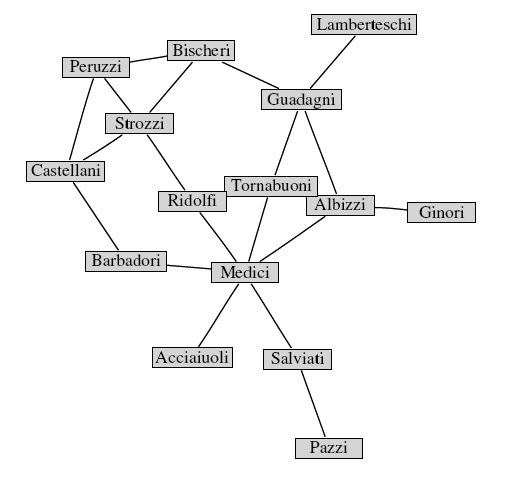 Lamberteschi
Bischeri
Peruzzi
Guadagni
Strozzi
Castellani
Tornabuoni
Ridolfi
Albizzi
Ginori
Barbadori
Medici
Acciaiuoli
Salviati
Pazzi